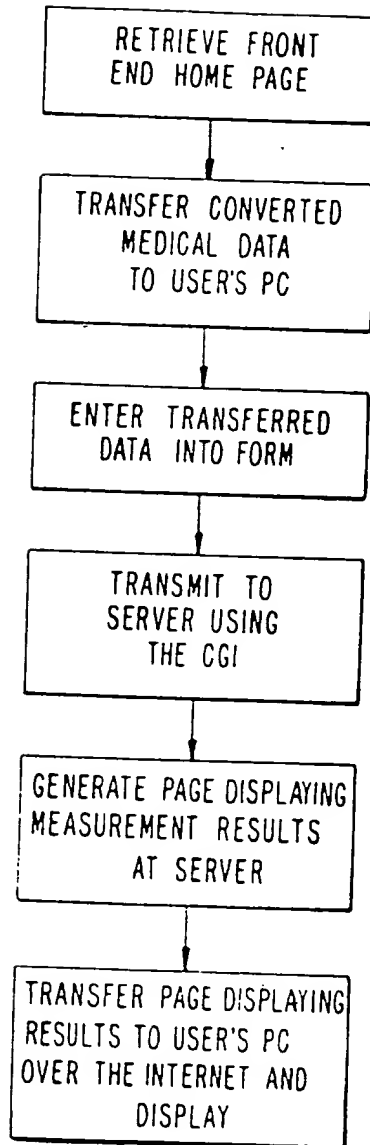 RETRIEVE FRONT
END HOME PAGE
TRANSFER CONVERTED
MEDICAL DATA
TO USER'S PC
ENTER TRANSFERRED
DATA INTO FORM
TRANSMIT TO
SERVER USING
THE CGI
GENERATE PAGE DISPLAYING
MEASUREMENT RESULTS
AT SERVER
TRANSFER PAGE DISPLAYING
RESULTS TO USER'S PC
OVER THE INTERNET AND
DISPLAY